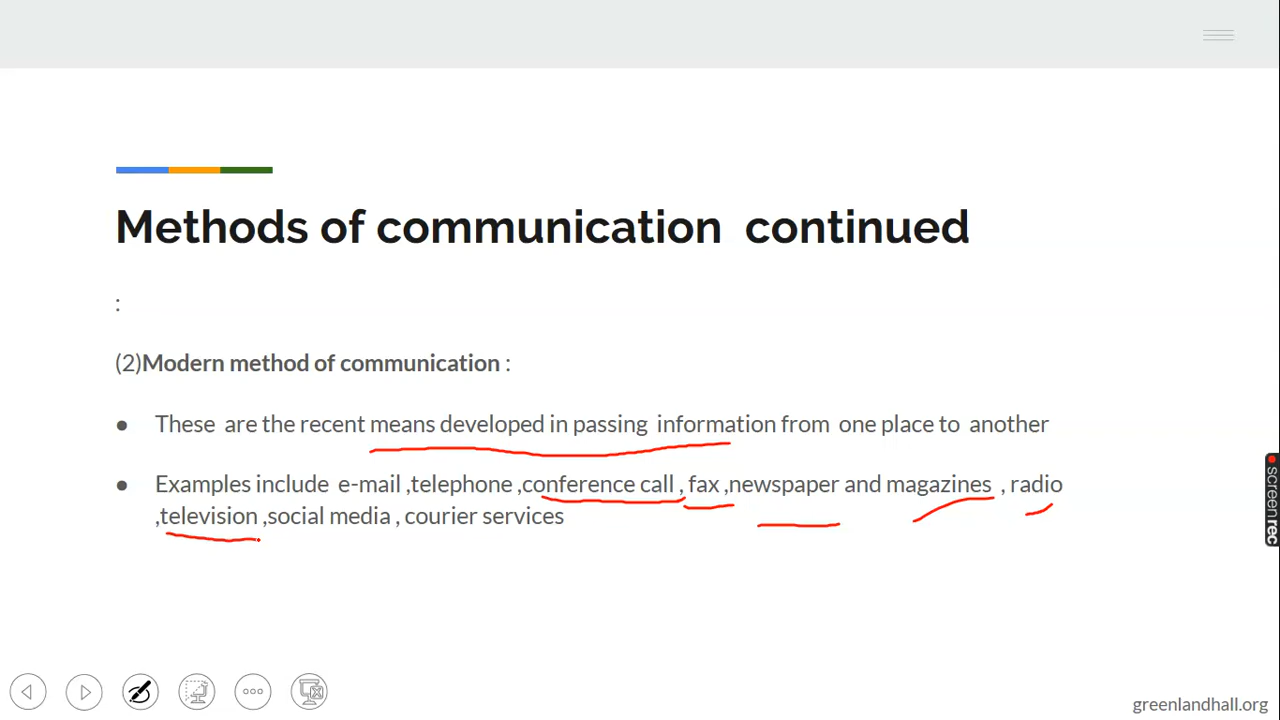 Methods of communication continued
:
(2)Modern method of communication :
● These are the recent means developed in passing information from one place to another
● Examples include e-mail ,telephone ,conference call , fax ,newspaper and magazines , radio
,television ,social media , courier services
screenrec
greenlandhall.org